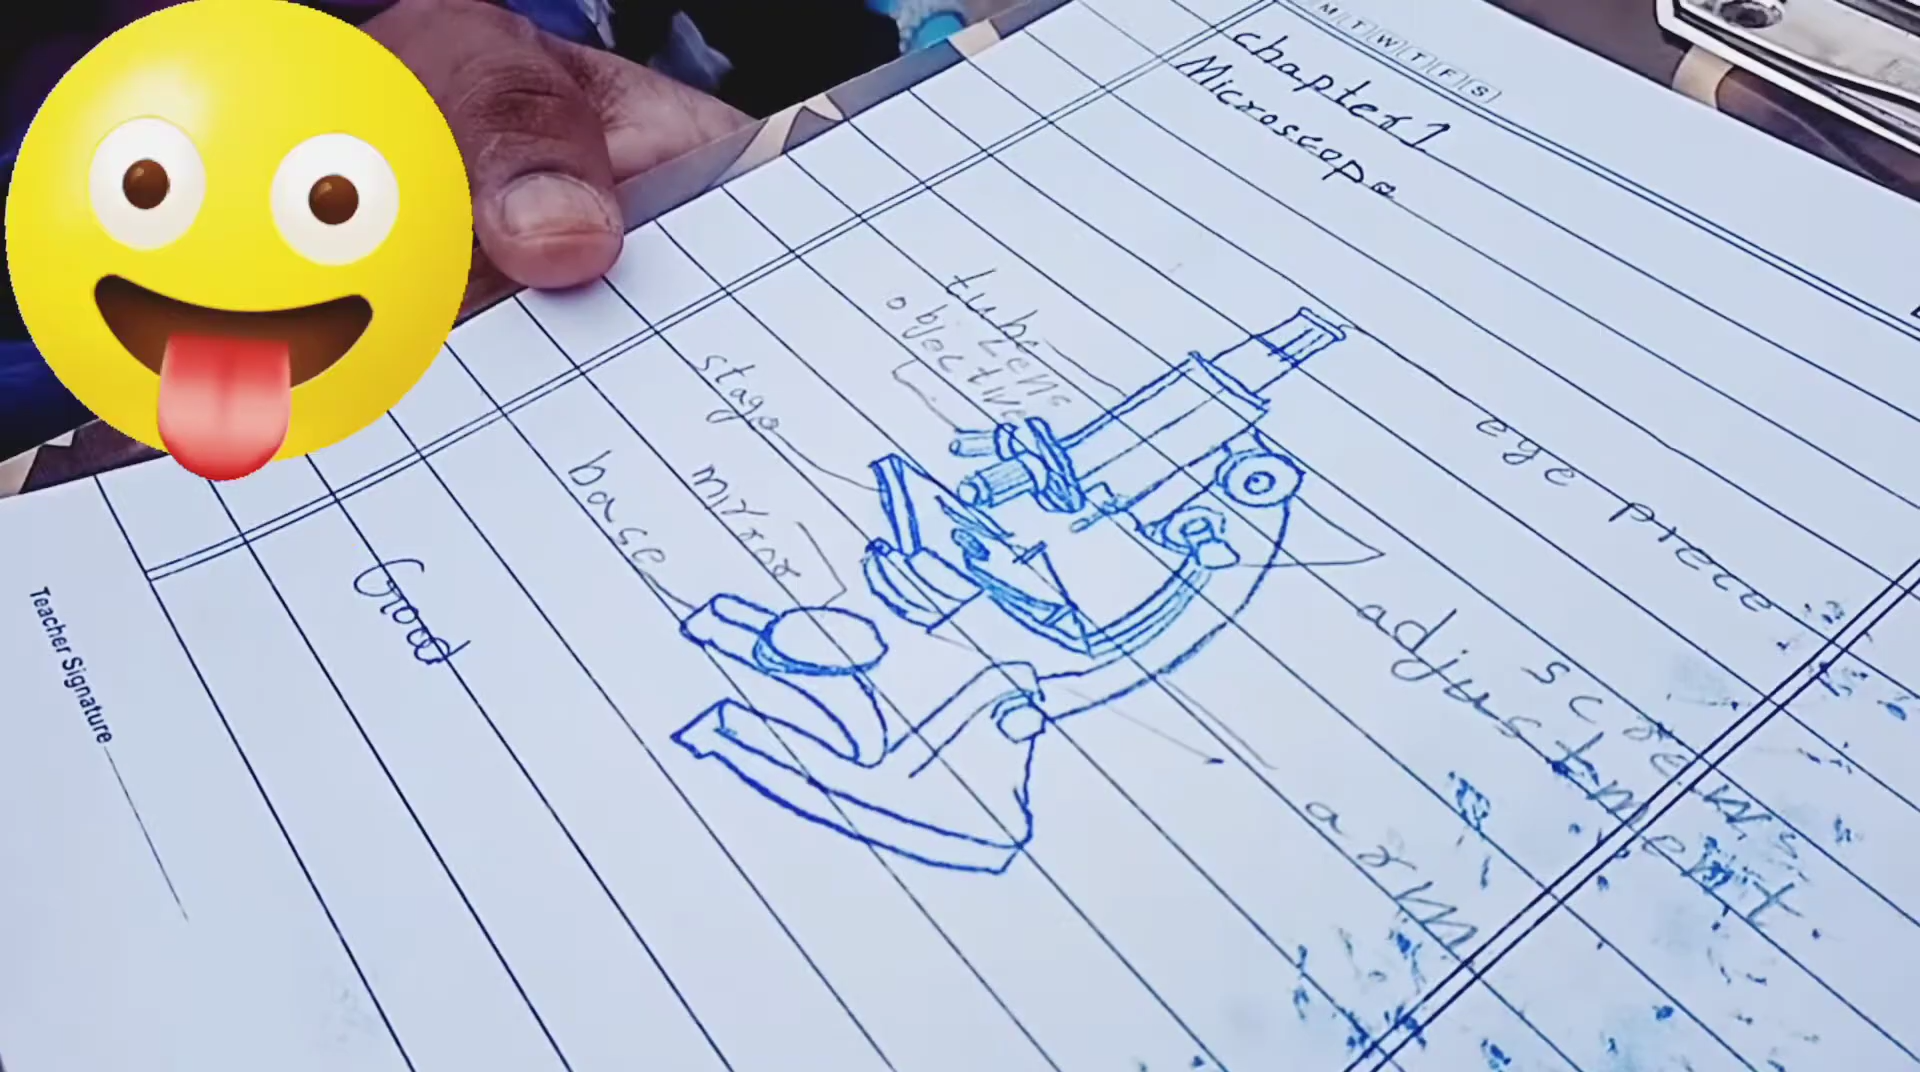 M T W T F S
chapter 1
Microscope
tube
Lens
objective
stage
mirror
base
eye piece
screws
adjustment
arm
Good
Teacher Signature